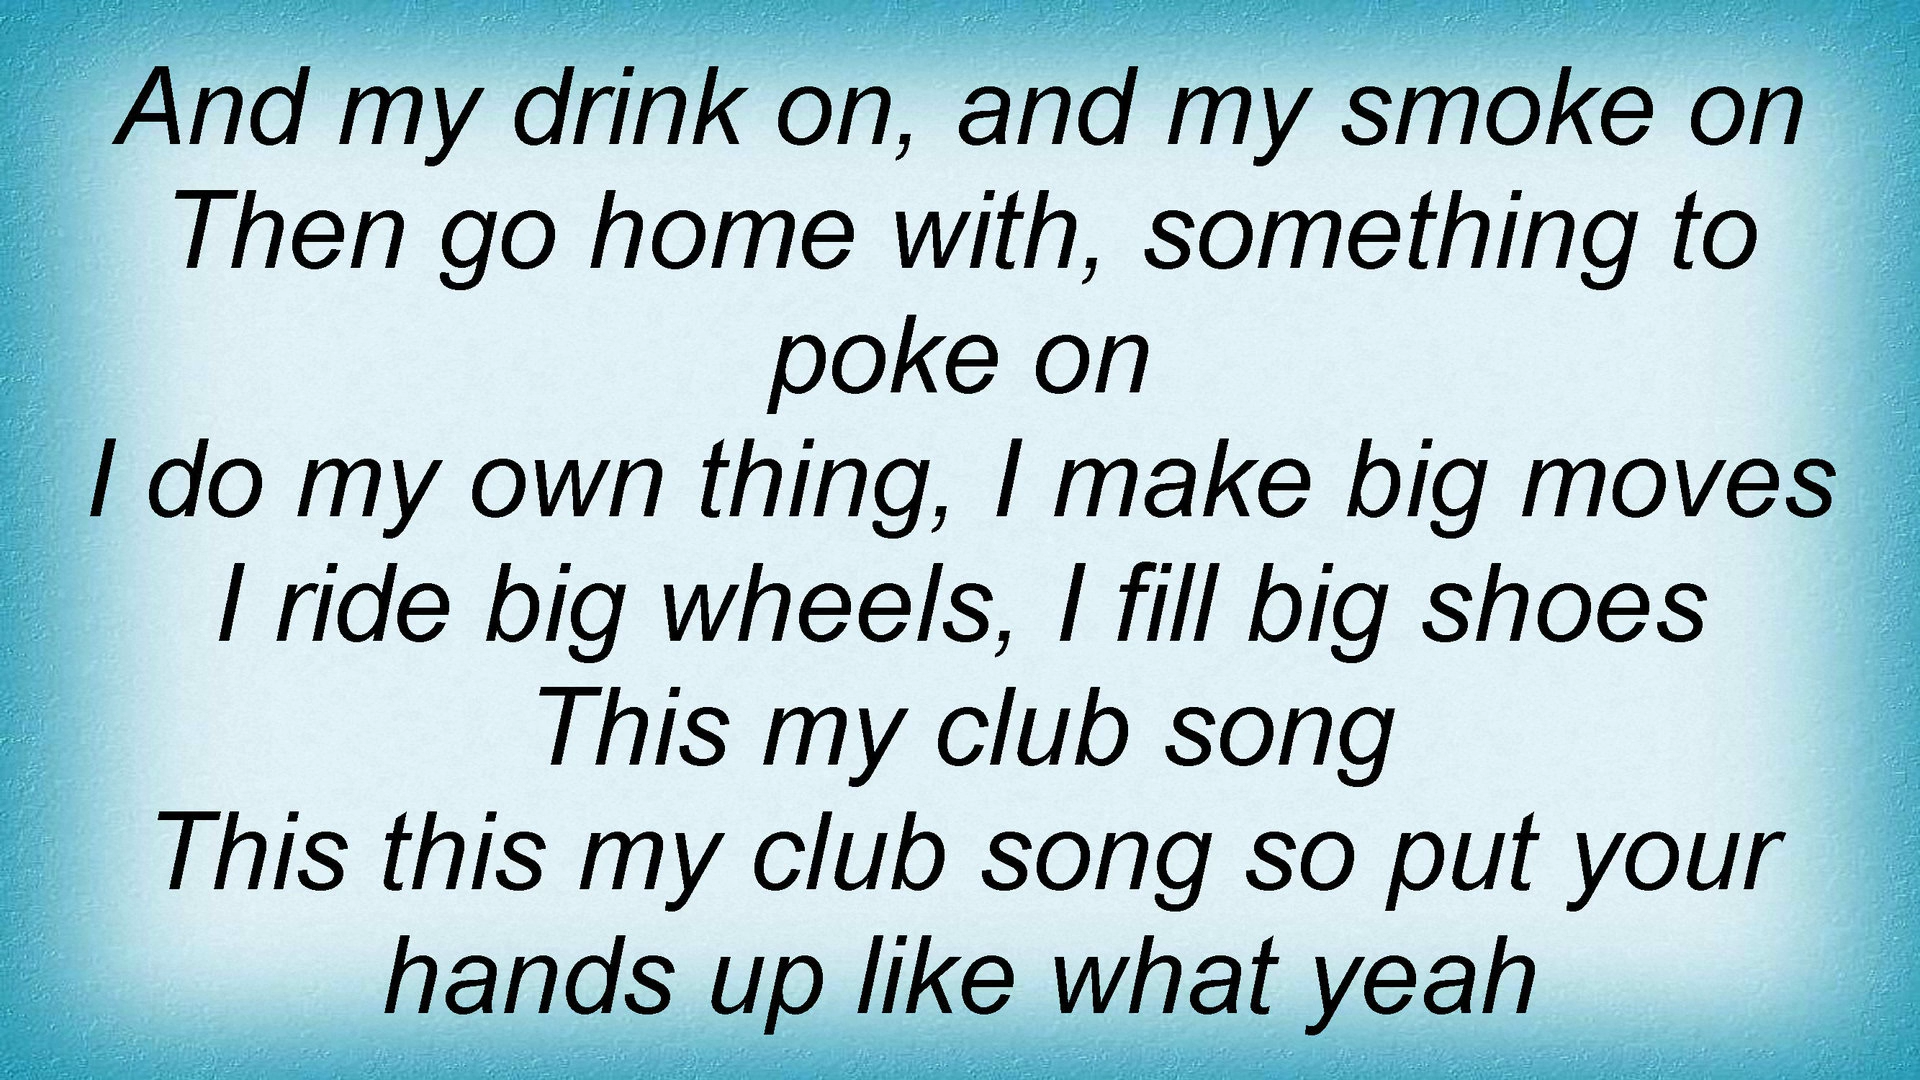 And my drink on, and my smoke on
Then go home with, something to
poke on
I do my own thing, I make big moves
I ride big wheels, I fill big shoes
This my club song
This this my club song so put your
hands up like what yeah